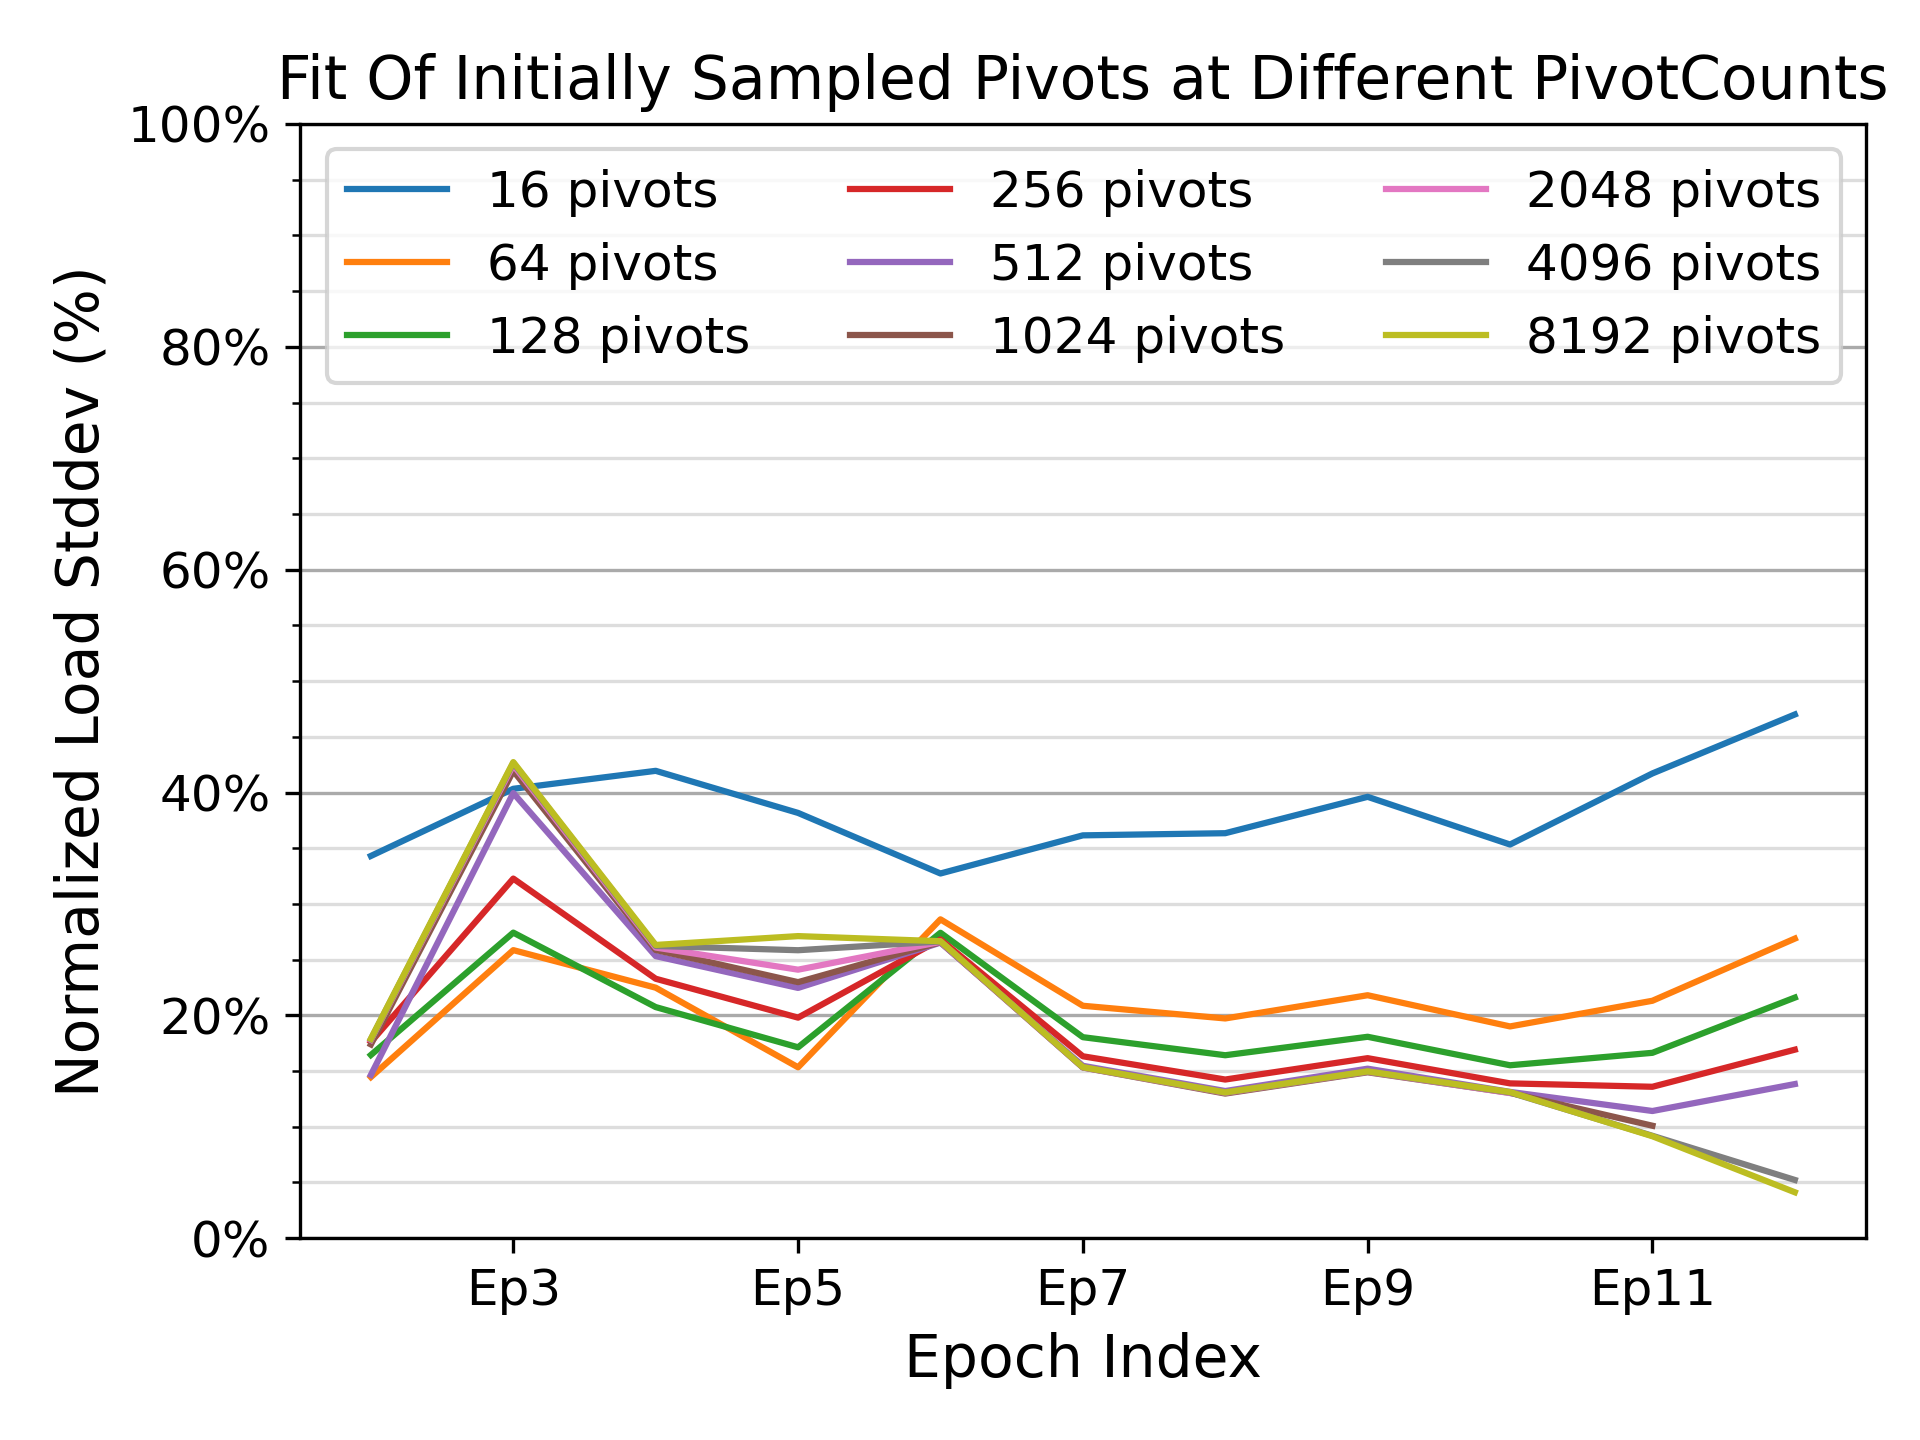 Fit Of Initially Sampled Pivots at Different PivotCounts
100%
80%
60%
40%
20%
0%
Normalized Load Stddev (%)
16 pivots
64 pivots
128 pivots
256 pivots
512 pivots
1024 pivots
2048 pivots
4096 pivots
8192 pivots
Ep3 Ep5 Ep7 Ep9 Ep11
Epoch Index